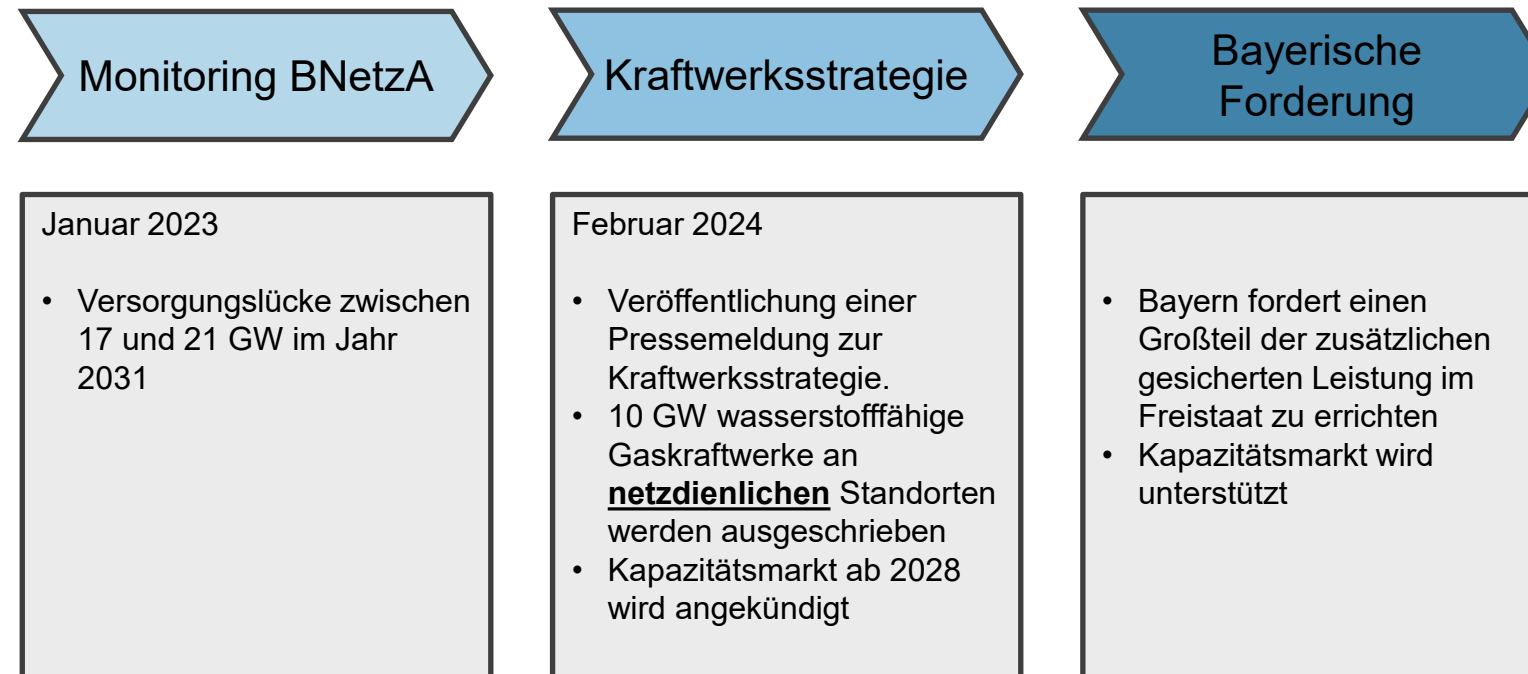 Monitoring BNetzA
Kraftwerksstrategie
Bayerische
Forderung
Januar 2023
• Versorgungslücke zwischen
17 und 21 GW im Jahr
2031
Februar 2024
• Veröffentlichung einer
Pressemeldung zur
Kraftwerksstrategie.
• 10 GW wasserstofffähige
Gaskraftwerke an
netzdienlichen Standorten
werden ausgeschrieben
• Kapazitätsmarkt ab 2028
wird angekündigt
• Bayern fordert einen
Großteil der zusätzlichen
gesicherten Leistung im
Freistaat zu errichten
• Kapazitätsmarkt wird
unterstützt